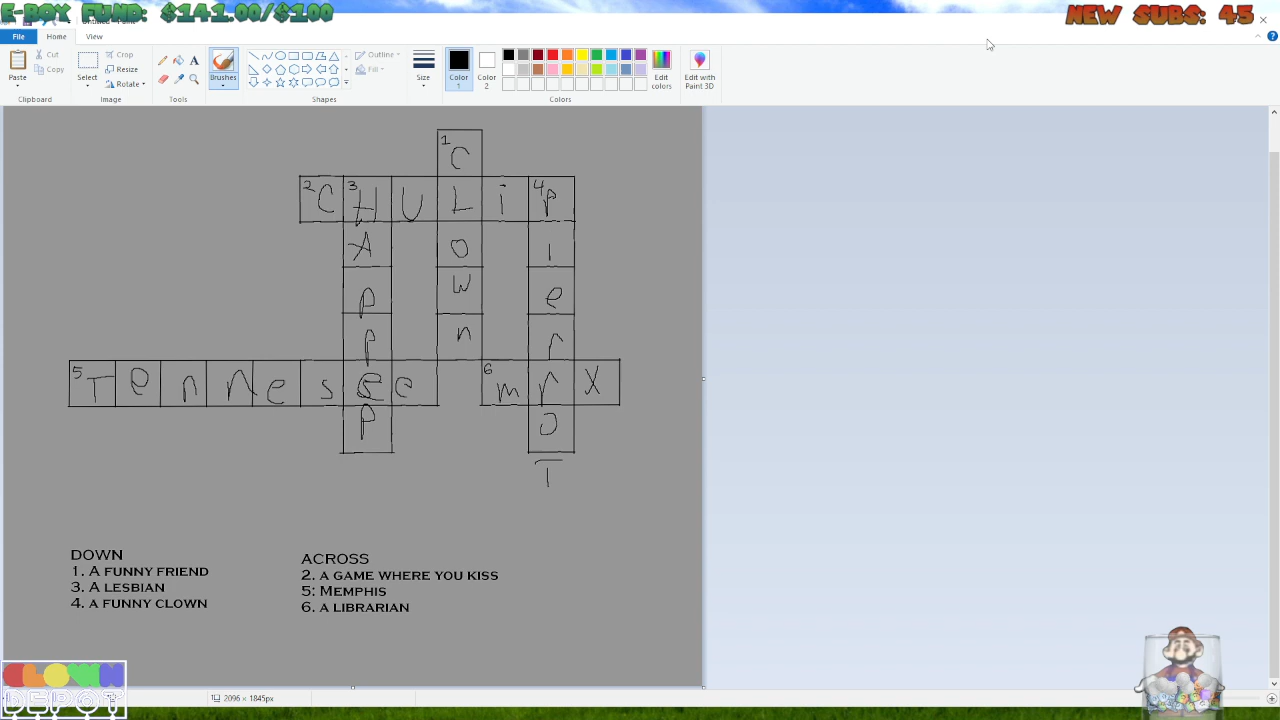 E-BOY FUND: $141.00/$100
NEW SUBS: 45
File Home View
Paste
Cut
Copy
Clipboard
Select
Crop
Resize
Rotate
Image
A
Tools
Brushes
Outline
Fill
Shapes
Size
Color 1
Color 2
Edit colors
Colors
Edit with Paint 3D
1 C
2 C 3 H U L i 4 P
A o i
p w e
p n r
5 T e n n e s e e 6 m r X
P O
T
DOWN
1. A FUNNY FRIEND
3. A LESBIAN
4. A FUNNY CLOWN
ACROSS
2. A GAME WHERE YOU KISS
5: MEMPHIS
6. A LIBRARIAN
CLOWN
DEPOT
2096 × 1845px